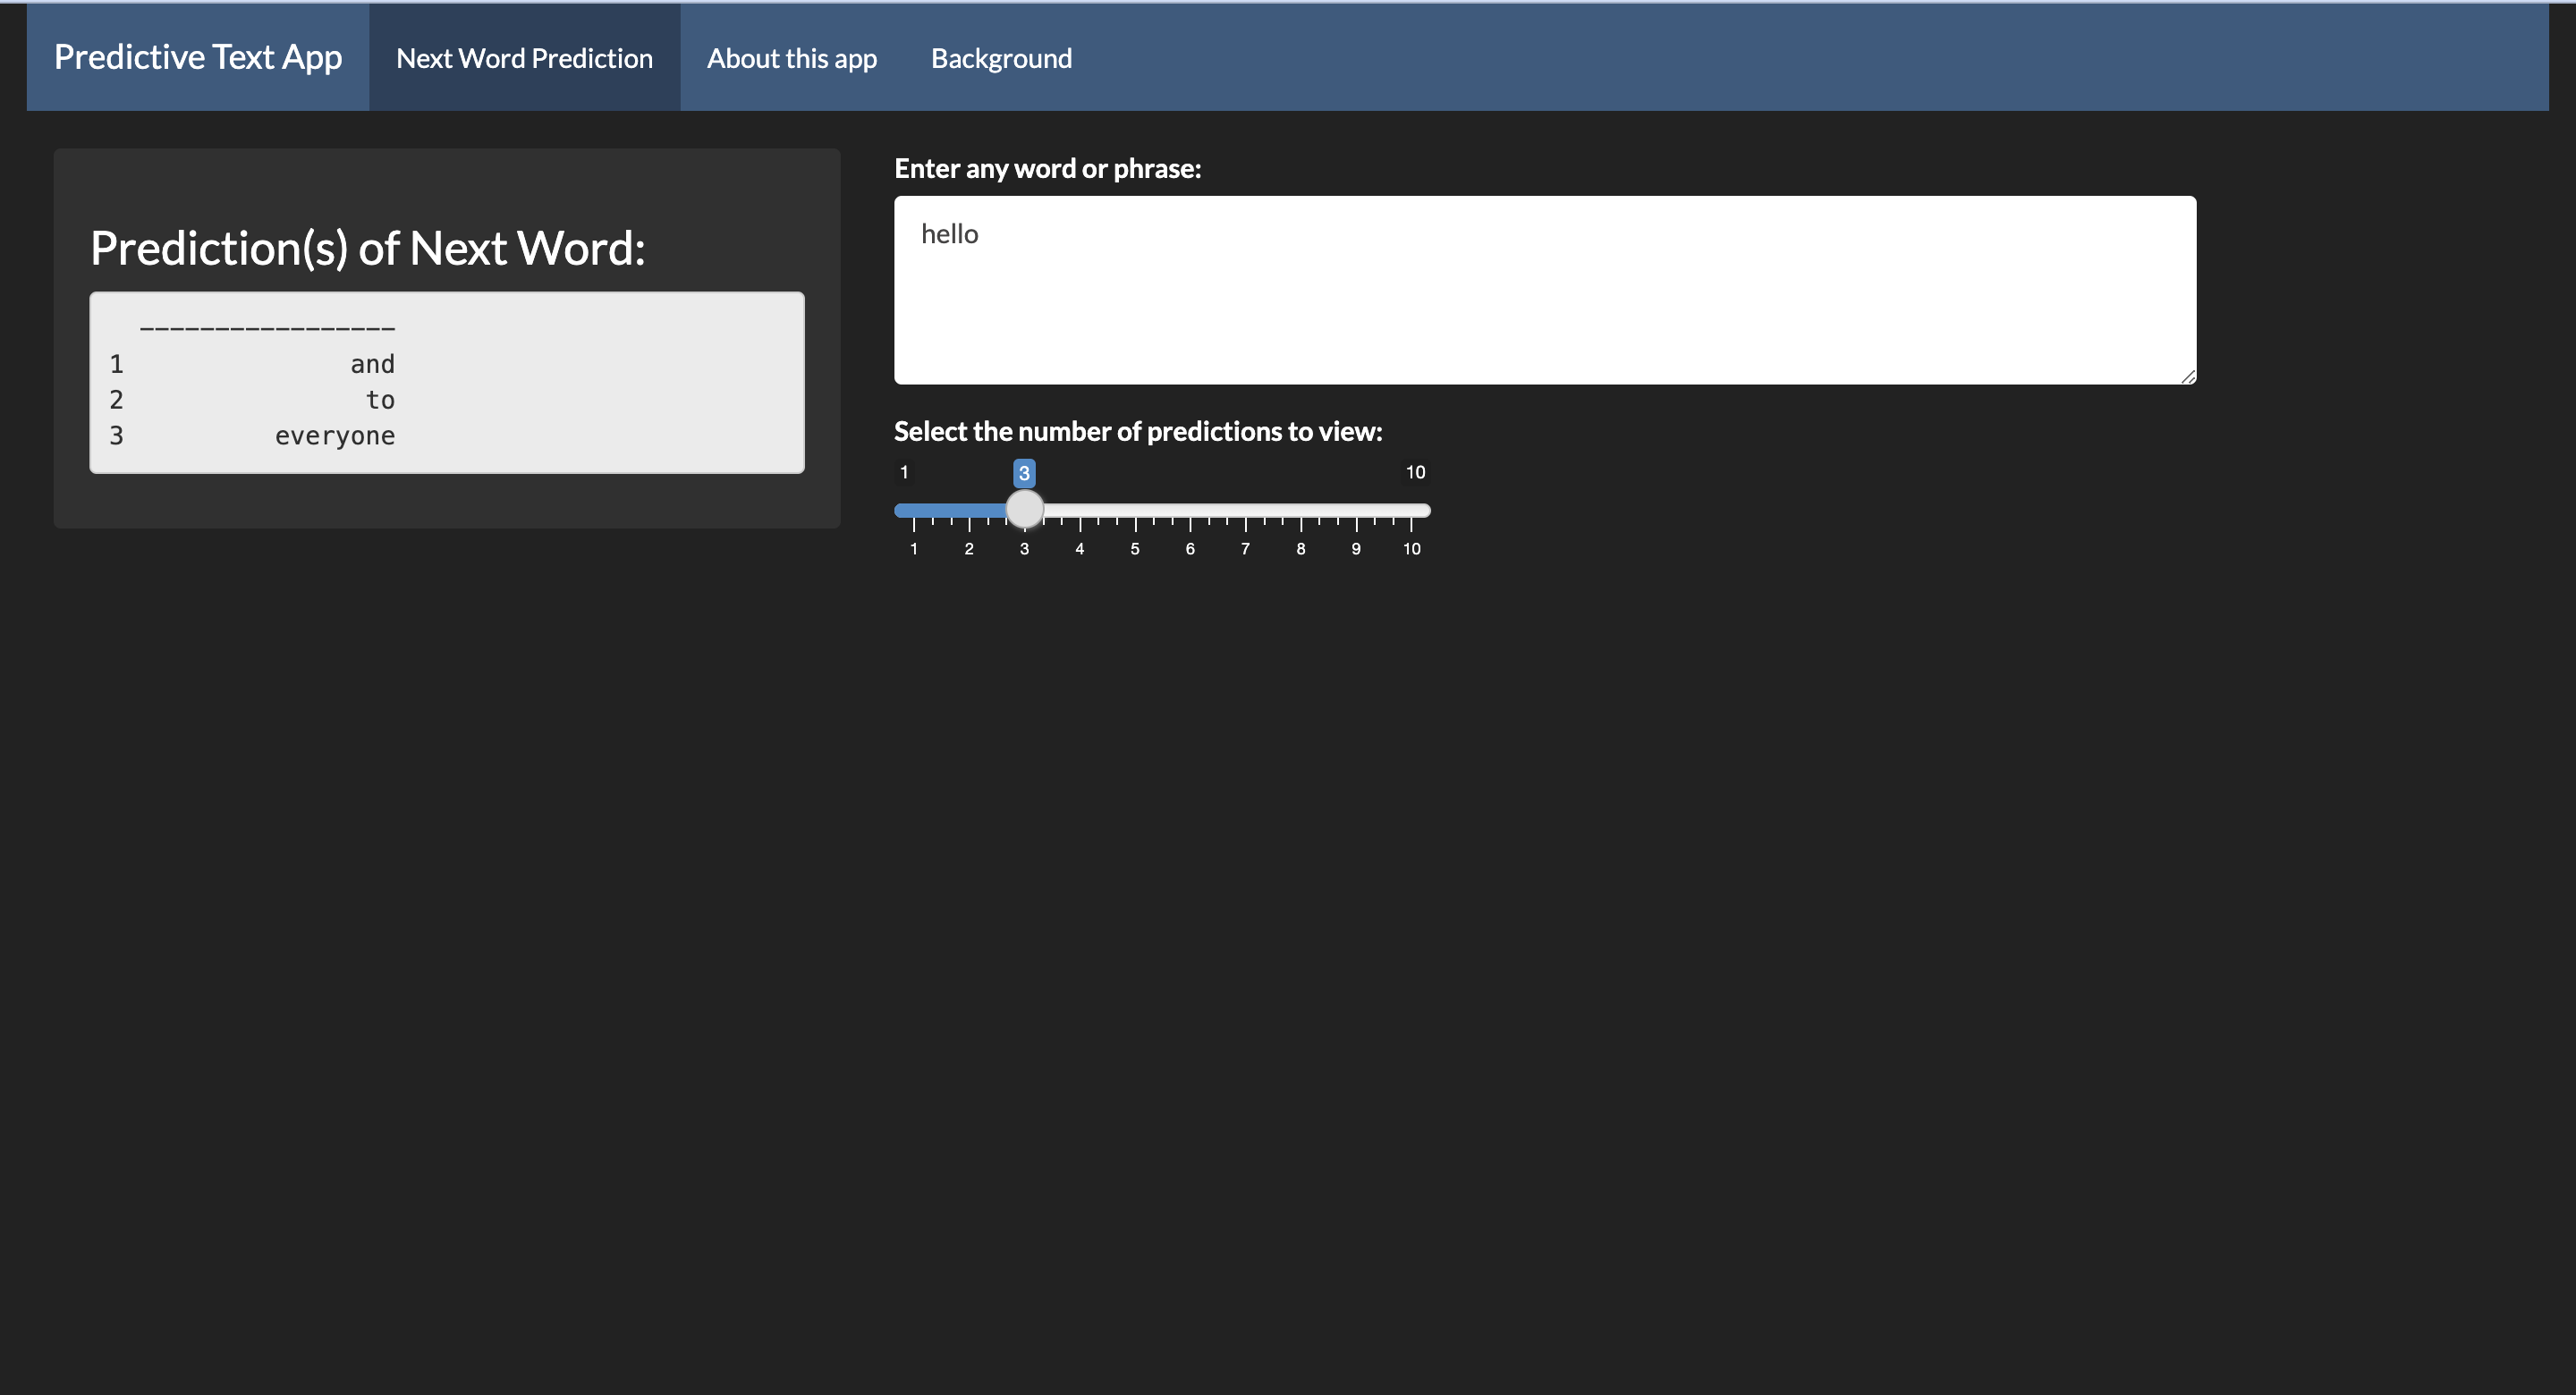 Predictive Text App Next Word Prediction About this app Background
Prediction(s) of Next Word:
-----------------
1 and
2 to
3 everyone
Enter any word or phrase:
hello
Select the number of predictions to view:
1 3 10
1 2 3 4 5 6 7 8 9 10